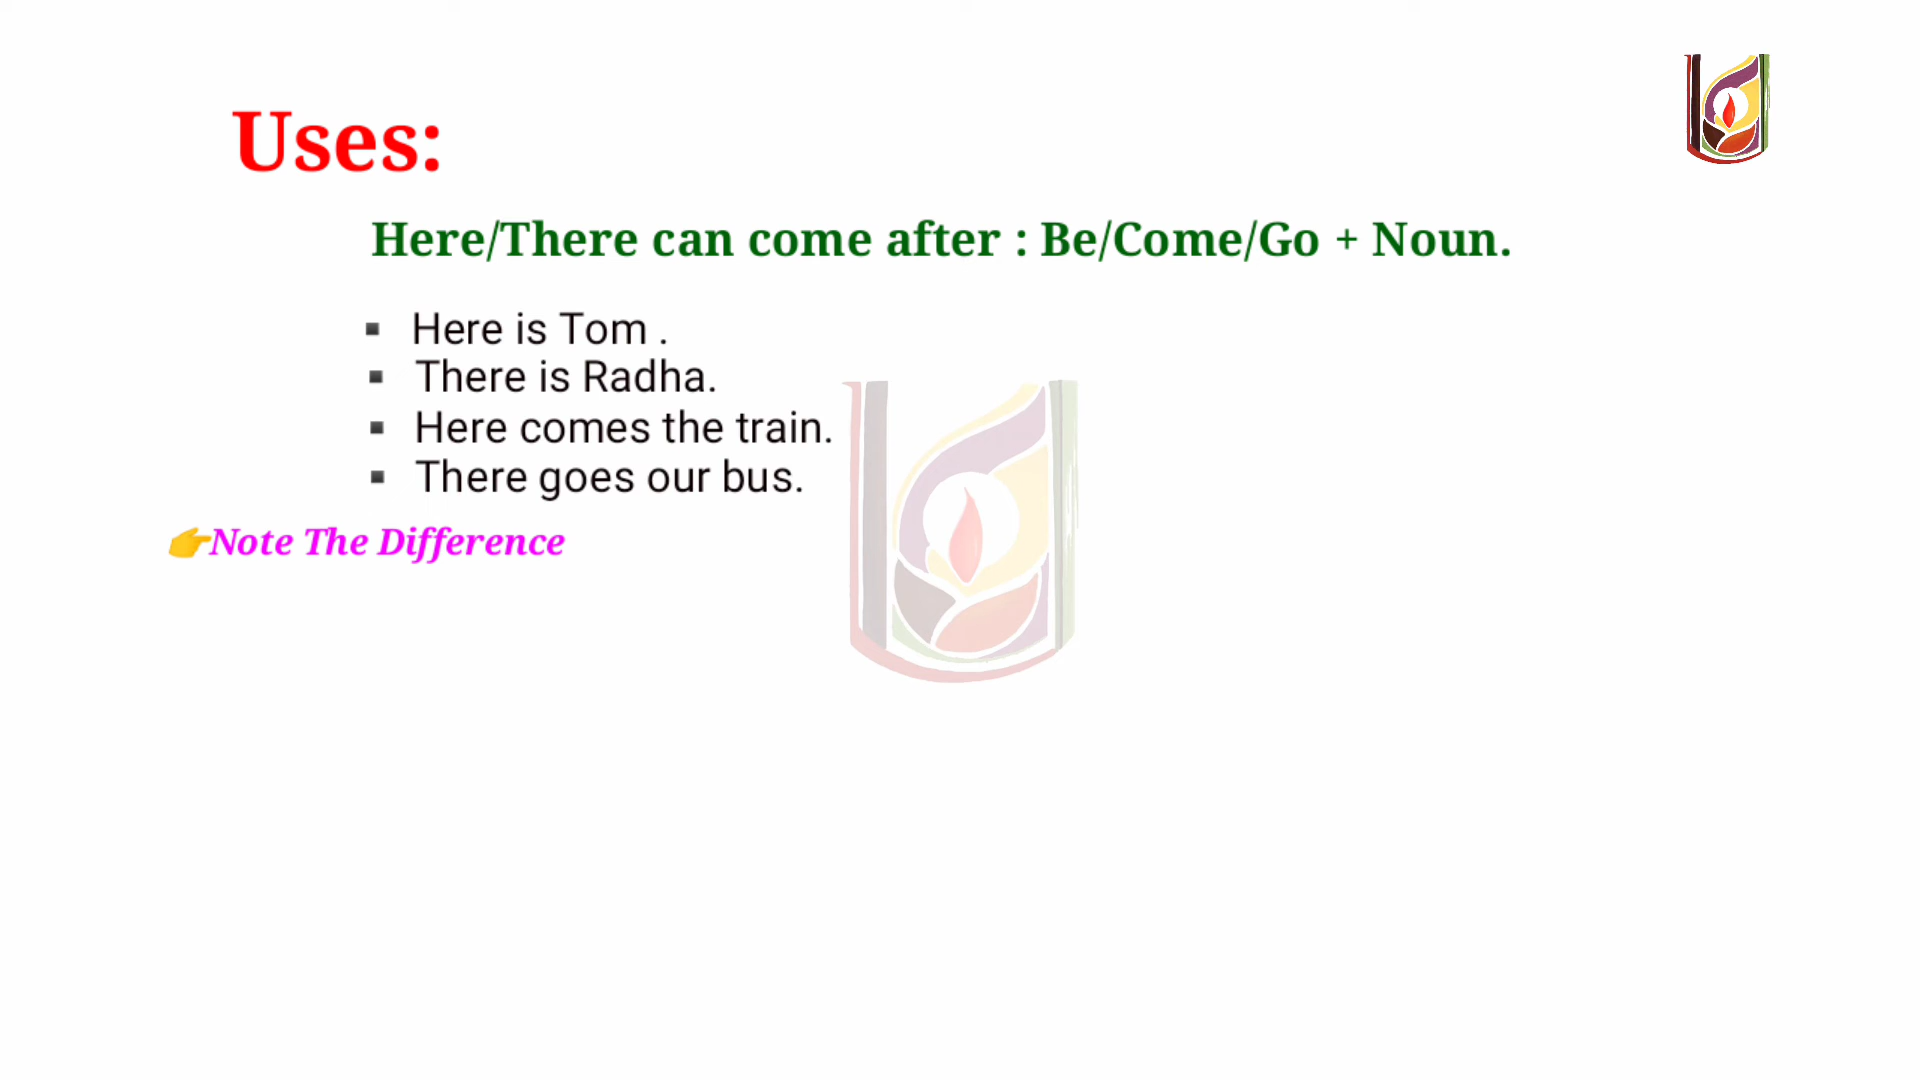 Uses:
Here/There can come after : Be/Come/Go + Noun.
▪ Here is Tom .
▪ There is Radha.
▪ Here comes the train.
▪ There goes our bus.
👉Note The Difference